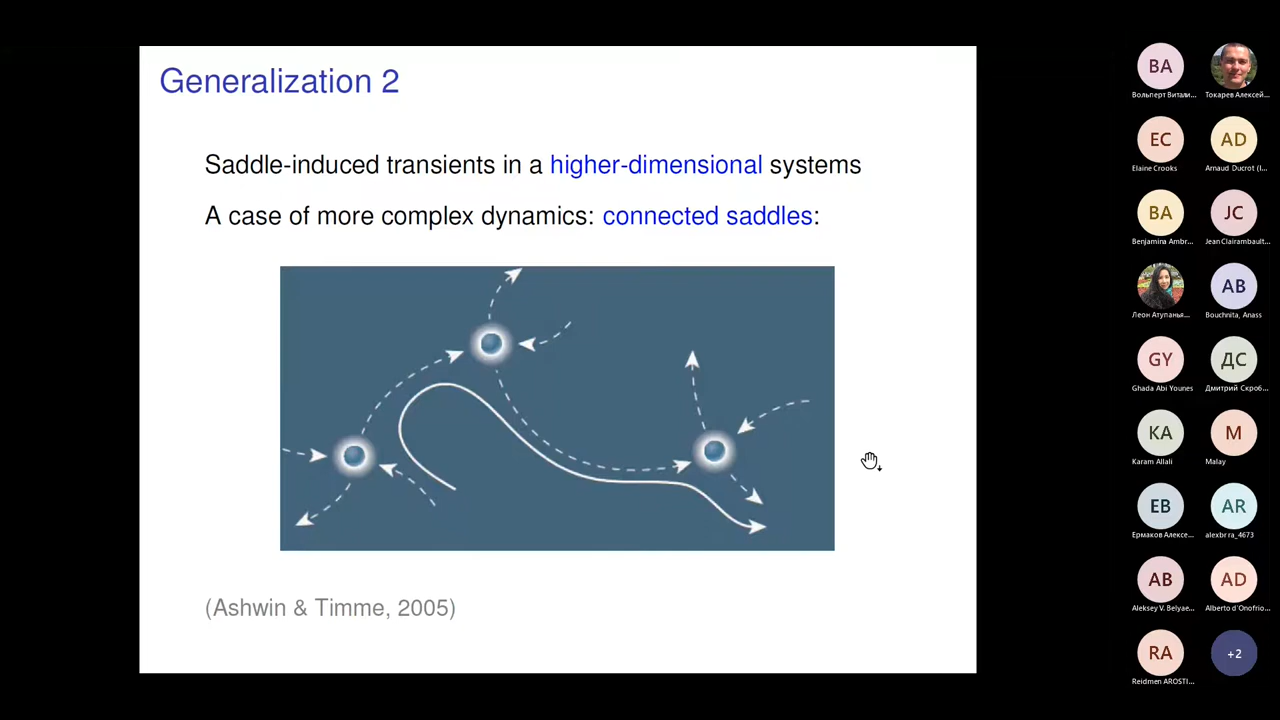 Generalization 2
Saddle-induced transients in a higher-dimensional systems
A case of more complex dynamics: connected saddles:
(Ashwin & Timme, 2005)
BA
Вольперт Витали...
Токарев Алексей...
EC
Elaine Crooks
AD
Arnaud Ducrot (I...
BA
Benjamina Ambr...
JC
Jean Clairambault...
Леон Атупанья...
AB
Bouchnita, Anass
GY
Ghada Abi Younes
ДС
Дмитрий Скроб...
KA
Karam Allali
M
Malay
EB
Ермаков Алексе...
AR
alexbrra_4673
AB
Aleksey V. Belyae...
AD
Alberto d'Onofrio...
RA
Reidmen AROSTI...
+2